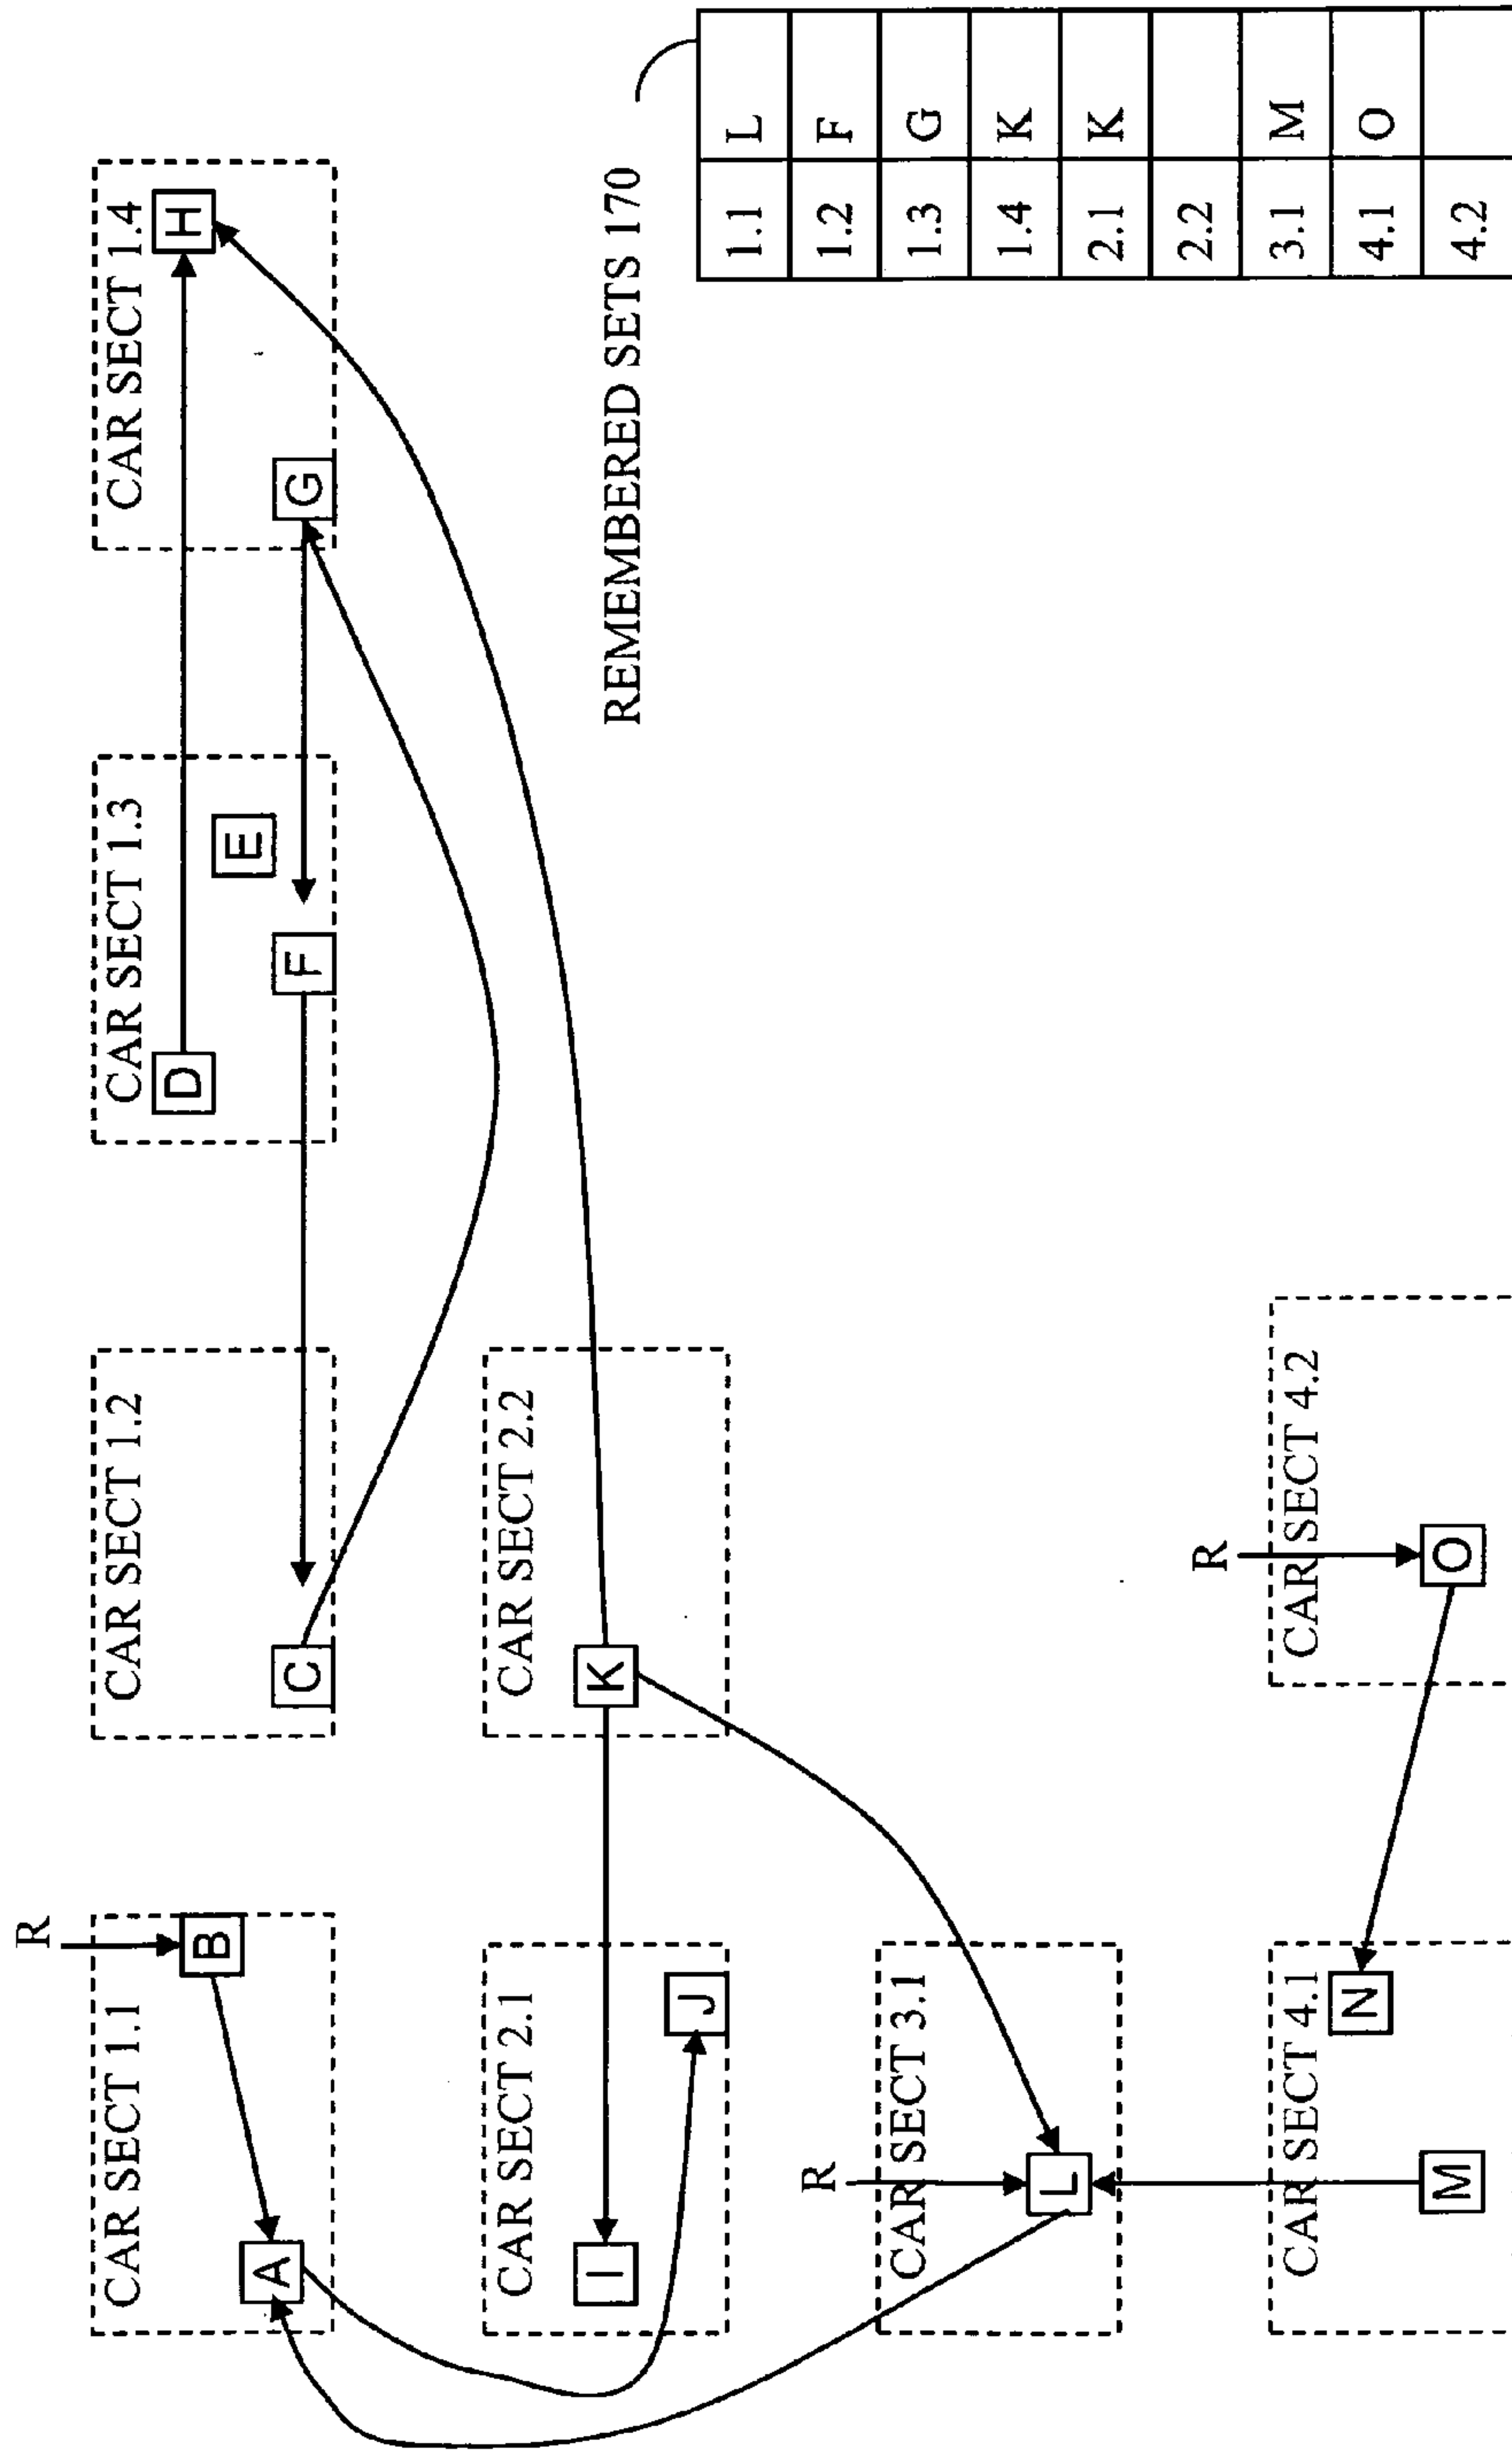 R
CAR SECT 1.1
B
A
CAR SECT 1.2
C
CAR SECT 1.3
D
E
F
CAR SECT 1.4
H
G
CAR SECT 2.1
I
J
CAR SECT 2.2
K
R
CAR SECT 3.1
L
CAR SECT 4.1
N
M
R
CAR SECT 4.2
O
REMEMBERED SETS 170
1.1 L
1.2 F
1.3 G
1.4 K
2.1 K
2.2
3.1 M
4.1 O
4.2